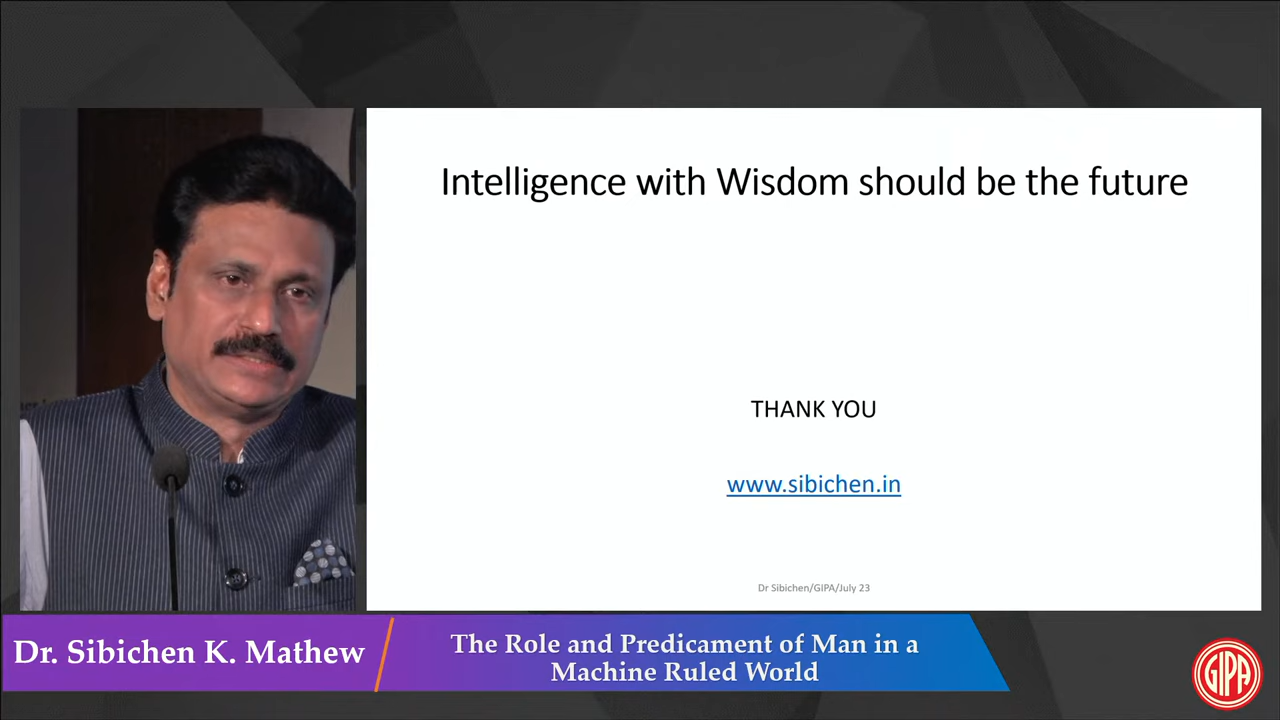 Intelligence with Wisdom should be the future
THANK YOU
www.sibichen.in
Dr Sibichen/GIPA/July 23
Dr. Sibichen K. Mathew
The Role and Predicament of Man in a
Machine Ruled World
GIPA